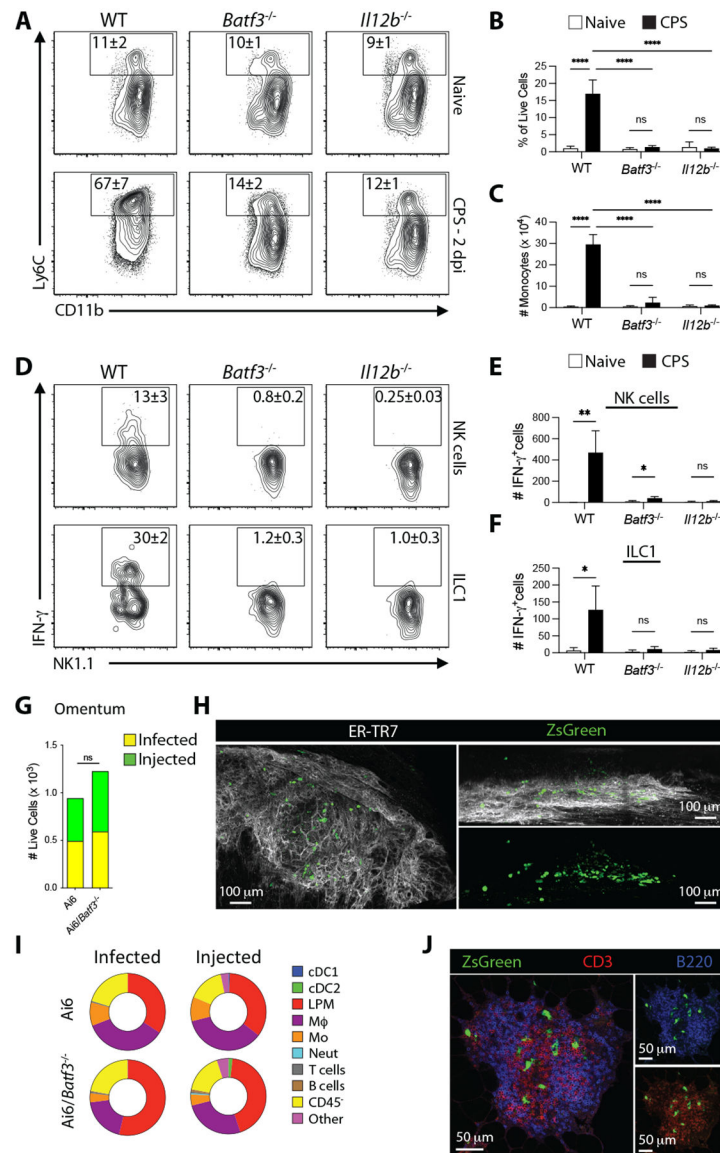 A
WT
Batf3-/-
Il12b-/-
11±2
10±1
9±1
Naive
67±7
14±2
12±1
CPS - 2 dpi
Ly6C
CD11b
B
Naive
CPS
****
****
****
ns
ns
% of Live Cells
25
20
15
10
5
0
WT
Batf3-/-
Il12b-/-
C
****
****
****
ns
ns
# Monocytes (x 10⁴)
40
30
20
10
0
WT
Batf3-/-
Il12b-/-
D
WT
Batf3-/-
Il12b-/-
13±3
0.8±0.2
0.25±0.03
NK cells
30±2
1.2±0.3
1.0±0.3
ILC1
IFN-γ
NK1.1
E
Naive
CPS
NK cells
**
*
ns
# IFN-γ+cells
800
600
400
200
0
WT
Batf3-/-
Il12b-/-
F
ILC1
*
ns
ns
# IFN-γ+cells
250
200
150
100
50
0
WT
Batf3-/-
Il12b-/-
G
Omentum
Infected
Injected
ns
# Live Cells (x 10³)
1.5
1.0
0.5
0.0
Ai6
Ai6/Batf3-/-
H
ER-TR7
ZsGreen
100 μm
100 μm
100 μm
I
Infected
Injected
Ai6
Ai6/Batf3-/-
cDC1
cDC2
LPM
Mϕ
Mo
Neut
T cells
B cells
CD45-
Other
J
ZsGreen
CD3
B220
50 μm
50 μm
50 μm